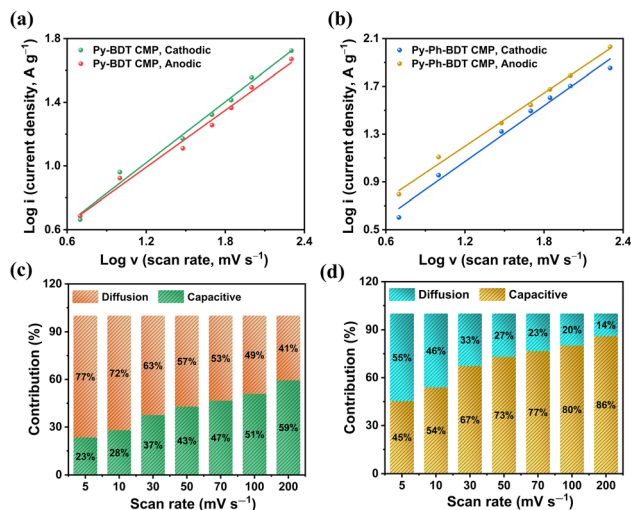 (a)
Log i (current density, A g⁻¹)
1.8
1.4
1.0
0.6
Py-BDT CMP, Cathodic
Py-BDT CMP, Anodic
0.6 1.2 1.8 2.4
Log v (scan rate, mV s⁻¹)
(b)
Log i (current density, A g⁻¹)
2.1
1.7
1.3
0.9
0.5
Py-Ph-BDT CMP, Cathodic
Py-Ph-BDT CMP, Anodic
0.6 1.2 1.8 2.4
Log v (scan rate, mV s⁻¹)
(c)
Contribution (%)
120
90
60
30
0
Diffusion Capacitive
77% 72% 63% 57% 53% 49% 41%
23% 28% 37% 43% 47% 51% 59%
5 10 30 50 70 100 200
Scan rate (mV s⁻¹)
(d)
Contribution (%)
120
90
60
30
0
Diffusion Capacitive
55% 46% 33% 27% 23% 20% 14%
45% 54% 67% 73% 77% 80% 86%
5 10 30 50 70 100 200
Scan rate (mV s⁻¹)